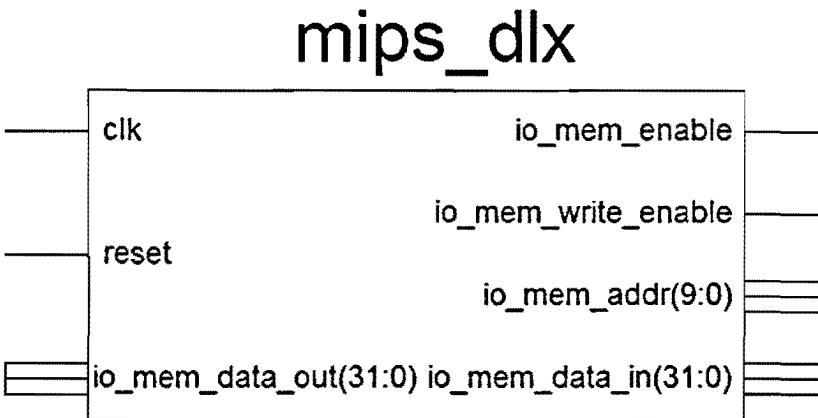 mips_dlx
clk io_mem_enable
io_mem_write_enable
reset
io_mem_addr(9:0)
io_mem_data_out(31:0) io_mem_data_in(31:0)